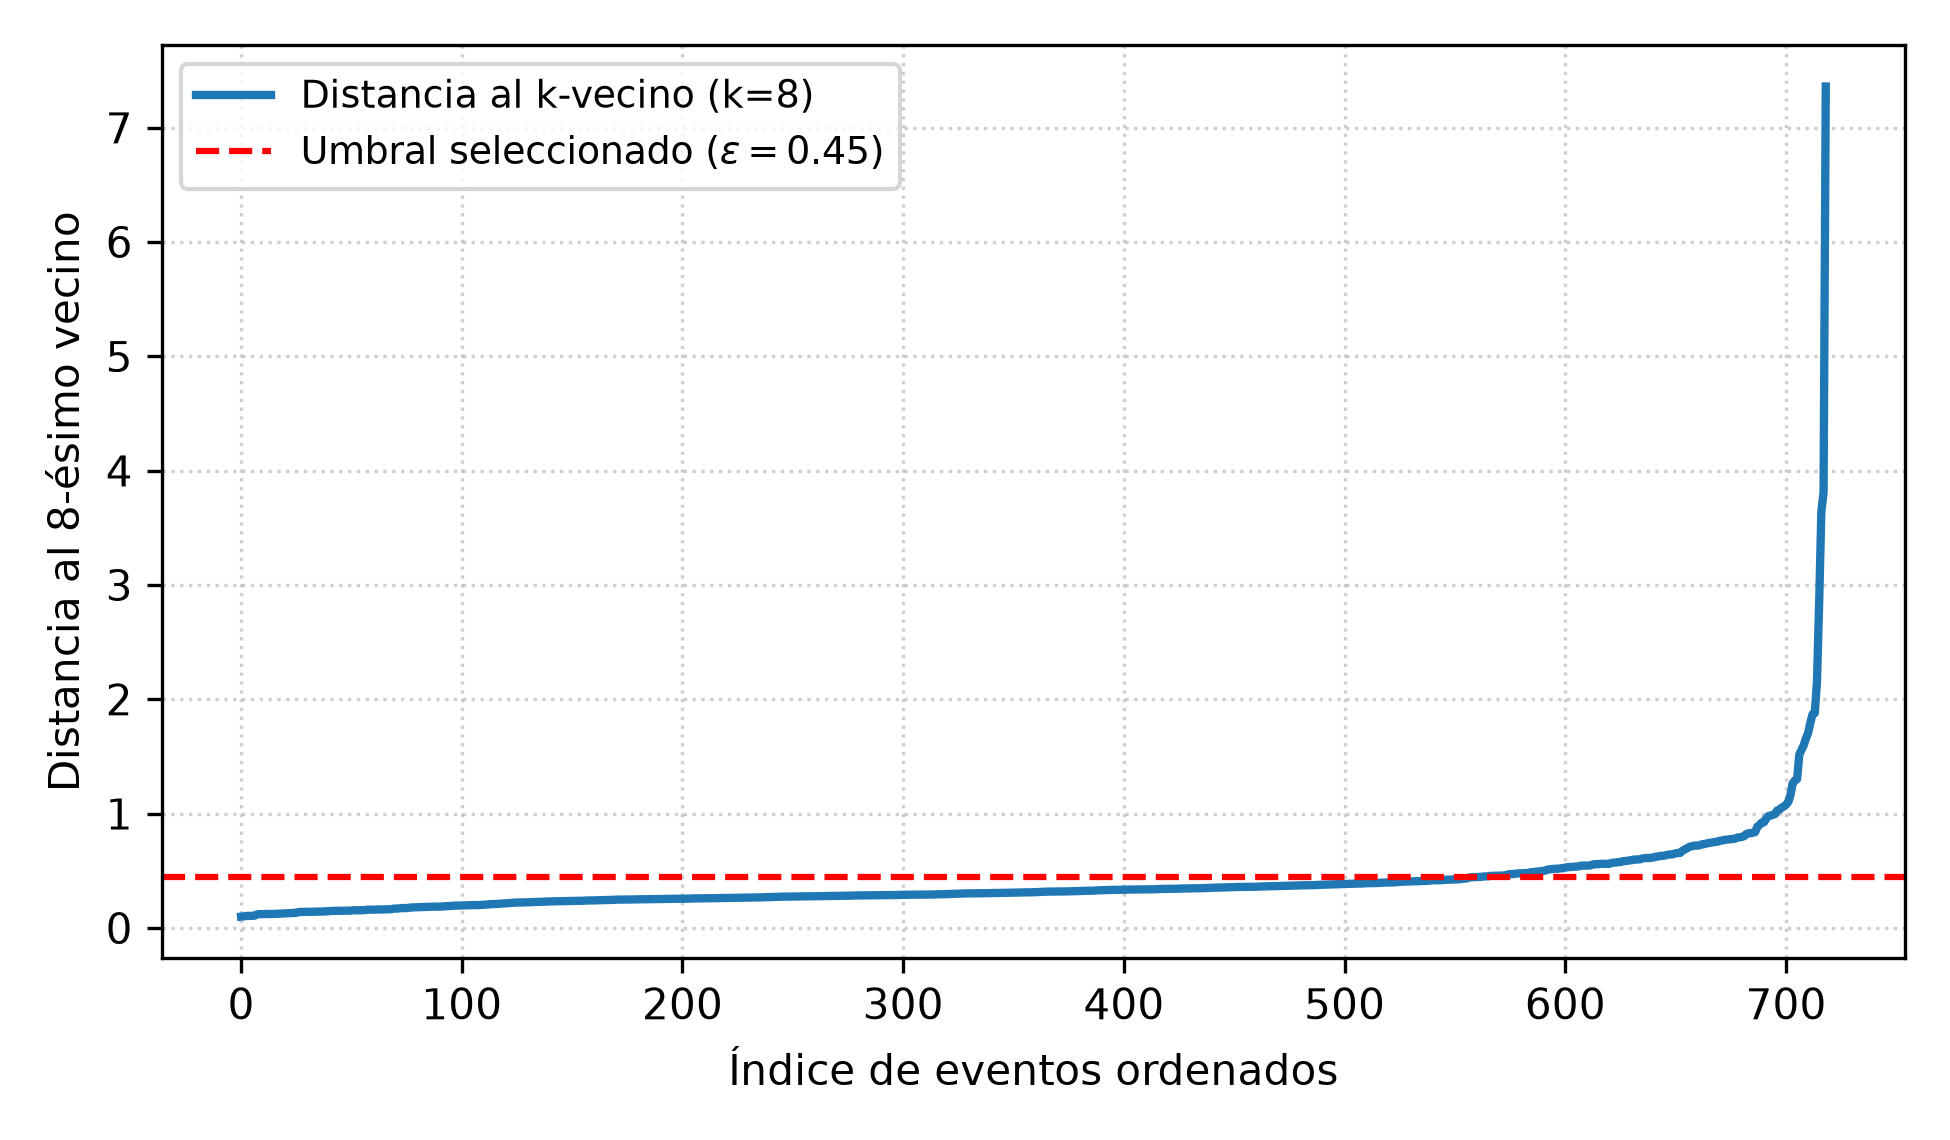 Distancia al k-vecino (k=8)
Umbral seleccionado (ε = 0.45)
Distancia al 8-ésimo vecino
7
6
5
4
3
2
1
0
0 100 200 300 400 500 600 700
Índice de eventos ordenados